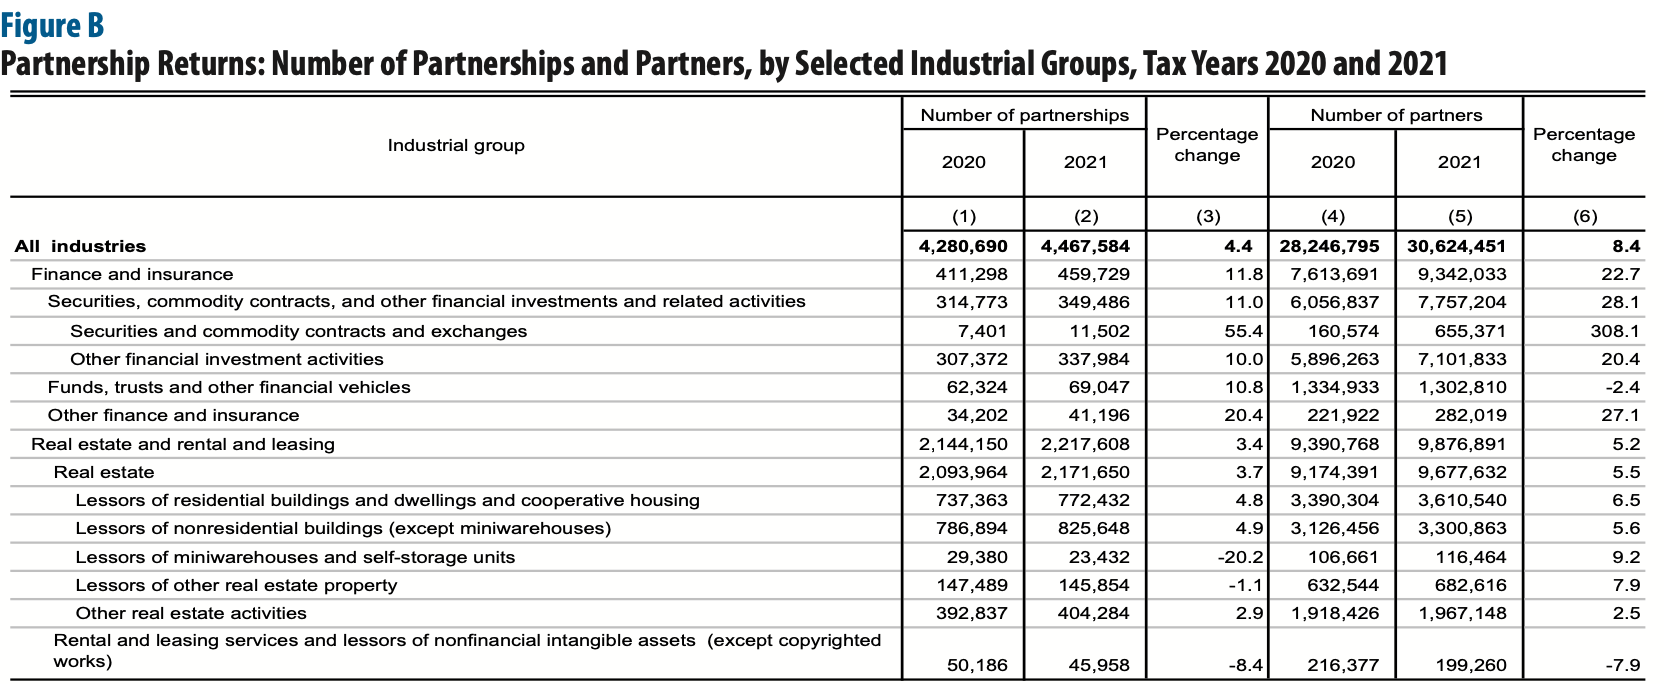 Figure B
Partnership Returns: Number of Partnerships and Partners, by Selected Industrial Groups, Tax Years 2020 and 2021
Industrial group Number of partnerships Percentage change Number of partners Percentage change
2020 2021 2020 2021
(1) (2) (3) (4) (5) (6)
All industries 4,280,690 4,467,584 4.4 28,246,795 30,624,451 8.4
Finance and insurance 411,298 459,729 11.8 7,613,691 9,342,033 22.7
Securities, commodity contracts, and other financial investments and related activities 314,773 349,486 11.0 6,056,837 7,757,204 28.1
Securities and commodity contracts and exchanges 7,401 11,502 55.4 160,574 655,371 308.1
Other financial investment activities 307,372 337,984 10.0 5,896,263 7,101,833 20.4
Funds, trusts and other financial vehicles 62,324 69,047 10.8 1,334,933 1,302,810 -2.4
Other finance and insurance 34,202 41,196 20.4 221,922 282,019 27.1
Real estate and rental and leasing 2,144,150 2,217,608 3.4 9,390,768 9,876,891 5.2
Real estate 2,093,964 2,171,650 3.7 9,174,391 9,677,632 5.5
Lessors of residential buildings and dwellings and cooperative housing 737,363 772,432 4.8 3,390,304 3,610,540 6.5
Lessors of nonresidential buildings (except miniwarehouses) 786,894 825,648 4.9 3,126,456 3,300,863 5.6
Lessors of miniwarehouses and self-storage units 29,380 23,432 -20.2 106,661 116,464 9.2
Lessors of other real estate property 147,489 145,854 -1.1 632,544 682,616 7.9
Other real estate activities 392,837 404,284 2.9 1,918,426 1,967,148 2.5
Rental and leasing services and lessors of nonfinancial intangible assets (except copyrighted
works) 50,186 45,958 -8.4 216,377 199,260 -7.9